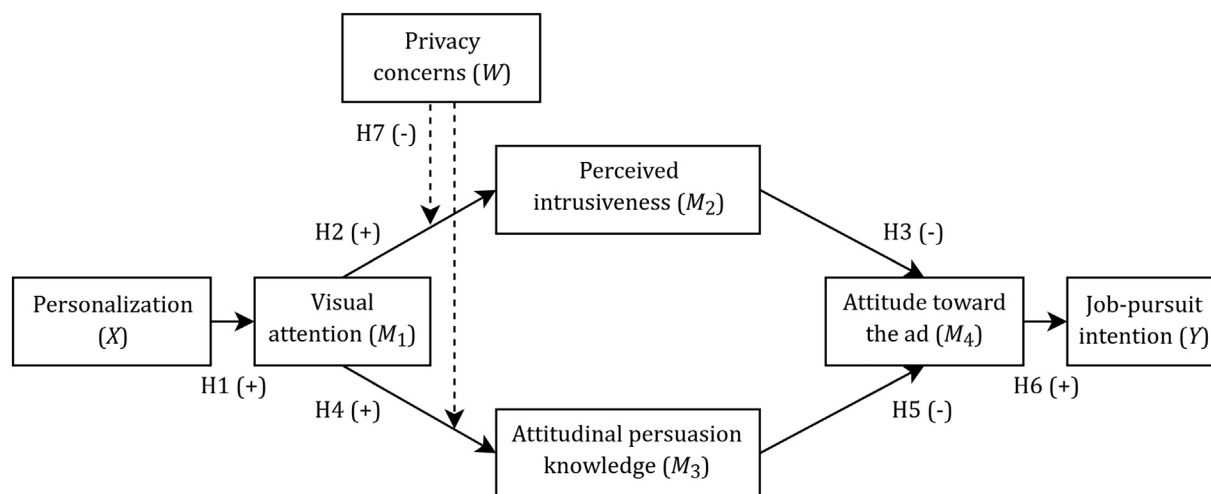 Privacy
concerns (W)
H7 (-)
Perceived
intrusiveness (M2)
H2 (+)
H3 (-)
Personalization
(X)
Visual
attention (M1)
Attitude toward
the ad (M4)
Job-pursuit
intention (Y)
H1 (+)
H4 (+)
H5 (-)
H6 (+)
Attitudinal persuasion
knowledge (M3)